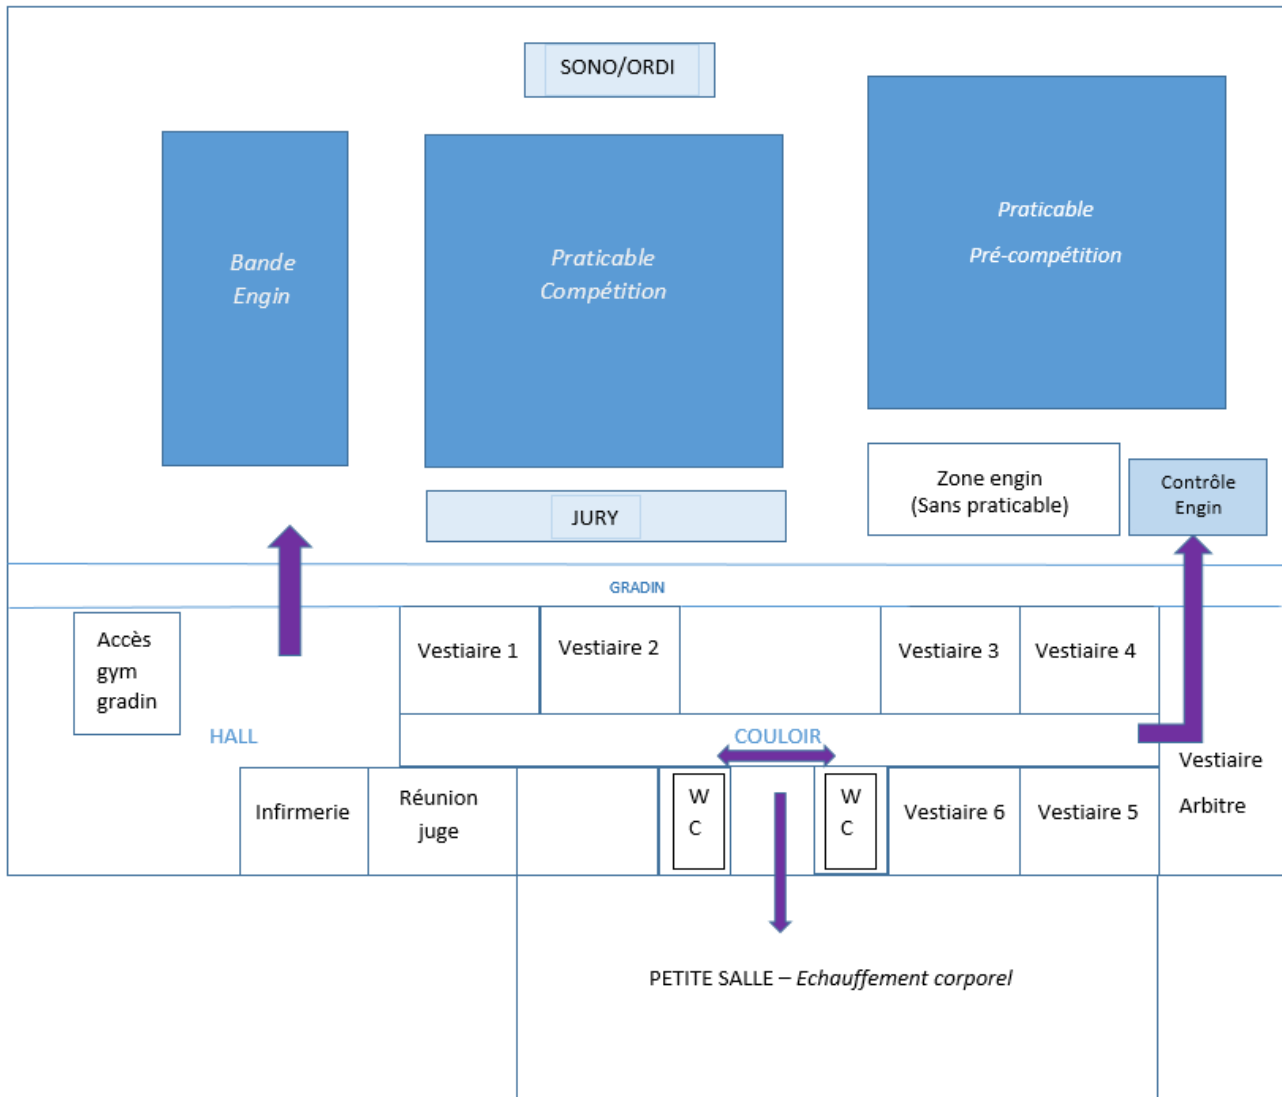 SONO/ORDI
Bande
Engin
Praticable
Compétition
Praticable
Pré-compétition
Zone engin
(Sans praticable)
Contrôle
Engin
JURY
GRADIN
Accès
gym
gradin
Vestiaire 1
Vestiaire 2
Vestiaire 3
Vestiaire 4
HALL
COULOIR
Vestiaire
Arbitre
Infirmerie
Réunion
juge
W
C
W
C
Vestiaire 6
Vestiaire 5
PETITE SALLE – Echauffement corporel